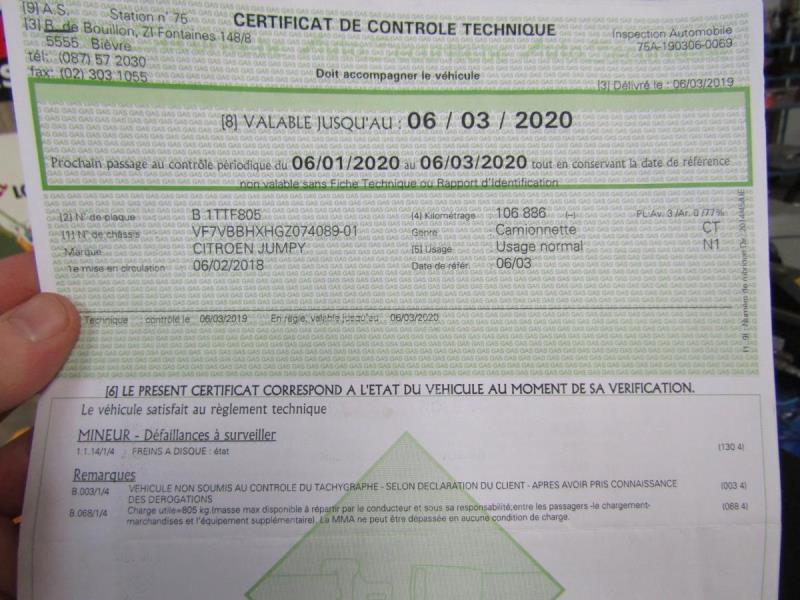 [9] A.S. Station n° 75
[3] B. de Bouillon, ZI Fontaines 148/8
5555 Bièvre
tél: (087) 57 2030
fax: (02) 303 1055
CERTIFICAT DE CONTROLE TECHNIQUE
Doit accompagner le véhicule
Inspection Automobile
75A-190306-0069
[3] Délivré le : 06/03/2019
[8] VALABLE JUSQU'AU : 06 / 03 / 2020
Prochain passage au contrôle périodique du 06/01/2020 au 06/03/2020 tout en conservant la date de référence
non valable sans Fiche Technique ou Rapport d'Identification
[2] N° de plaque B 1TTF805 [4] Kilométrage 106 886 (--) PL:Av. 3 /Ar. 0 /77%
[1] N° de châssis VF7VBBHXHGZ074089-01 Genre Camionnette CT
Marque CITROEN JUMPY [5] Usage Usage normal N1
1e mise en circulation 06/02/2018 Date de référ. 06/03
Technique contrôlé le 06/03/2019 En règle, valable jusqu'au 06/03/2020
[6] LE PRESENT CERTIFICAT CORRESPOND A L'ETAT DU VEHICULE AU MOMENT DE SA VERIFICATION.
Le véhicule satisfait au règlement technique
MINEUR - Défaillances à surveiller
1.1.14/1/4 FREINS A DISQUE : état (130 4)
Remarques
B.003/1/4 VEHICULE NON SOUMIS AU CONTROLE DU TACHYGRAPHE - SELON DECLARATION DU CLIENT - APRES AVOIR PRIS CONNAISSANCE (003 4)
DES DEROGATIONS
B.068/1/4 Charge utile=805 kg.(masse max disponible à répartir par le conducteur et sous sa responsabilité;entre les passagers -le chargement- (068 4)
marchandises et l'équipement supplémentaire). La MMA ne peut être dépassée en aucune condition de charge.